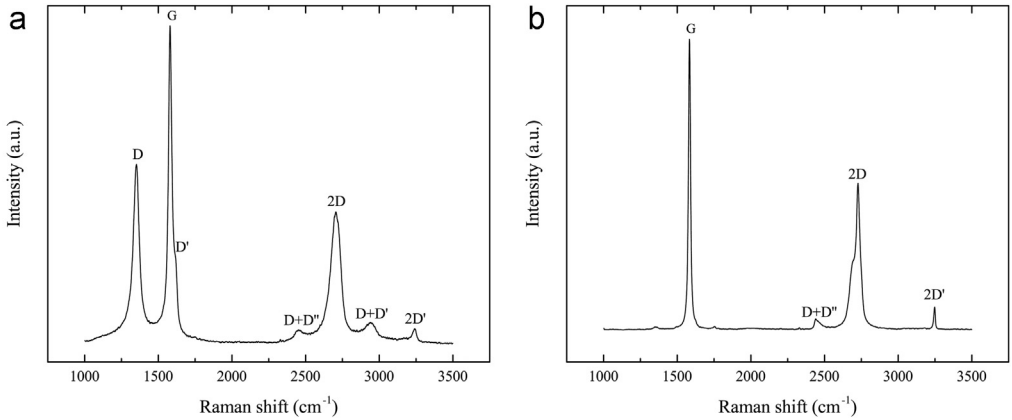 a
G
D
D'
2D
D+D"
D+D'
2D'
Intensity (a.u.)
1000 1500 2000 2500 3000 3500
Raman shift (cm-1)
b
G
2D
D+D"
2D'
Intensity (a.u.)
1000 1500 2000 2500 3000 3500
Raman shift (cm-1)